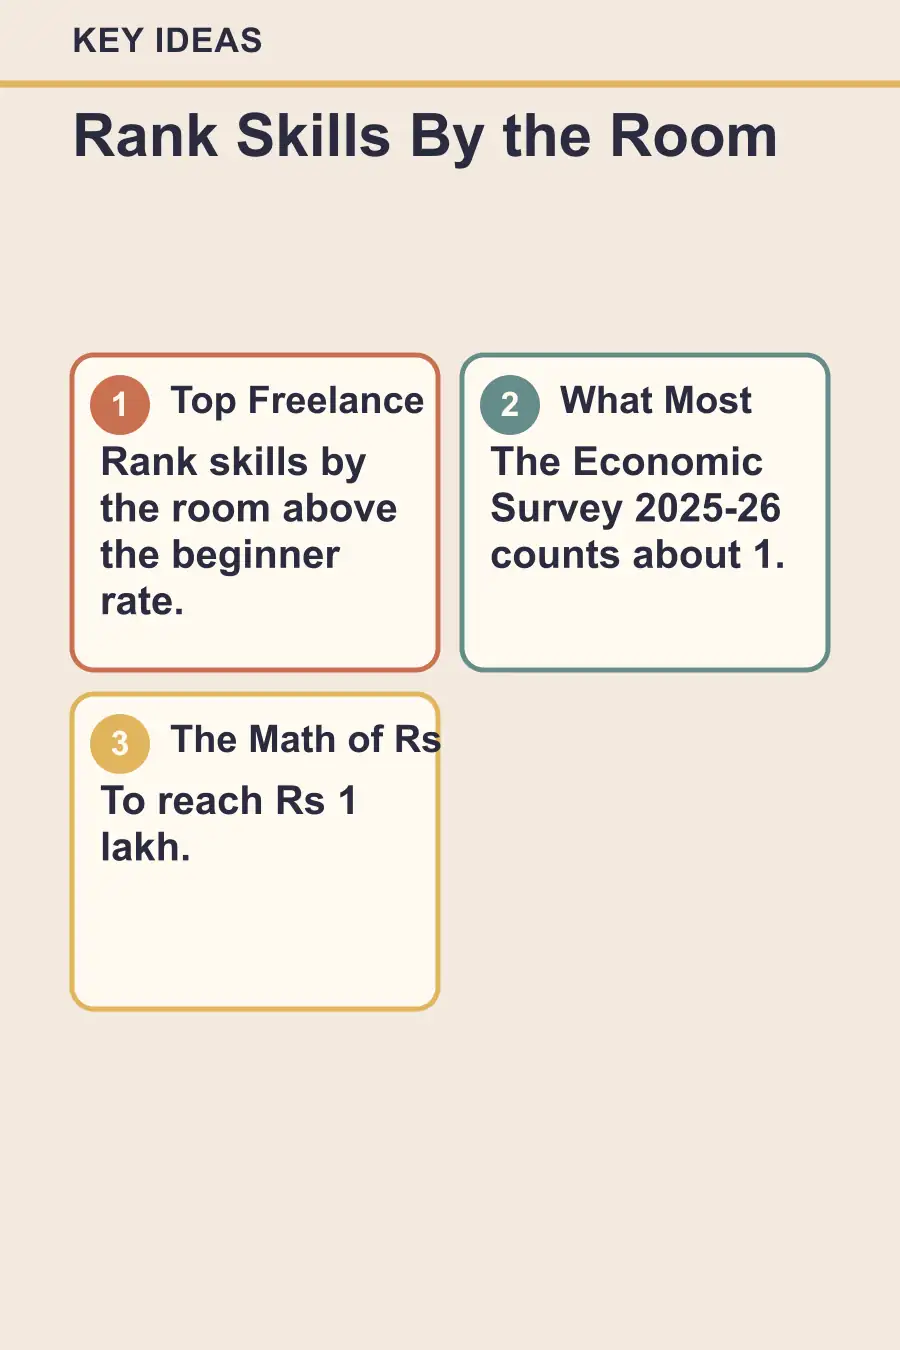 KEY IDEAS
Rank Skills By the Room
1
Top Freelance
Rank skills by
the room above
the beginner
rate.
2
What Most
The Economic
Survey 2025-26
counts about 1.
3
The Math of Rs
To reach Rs 1
lakh.